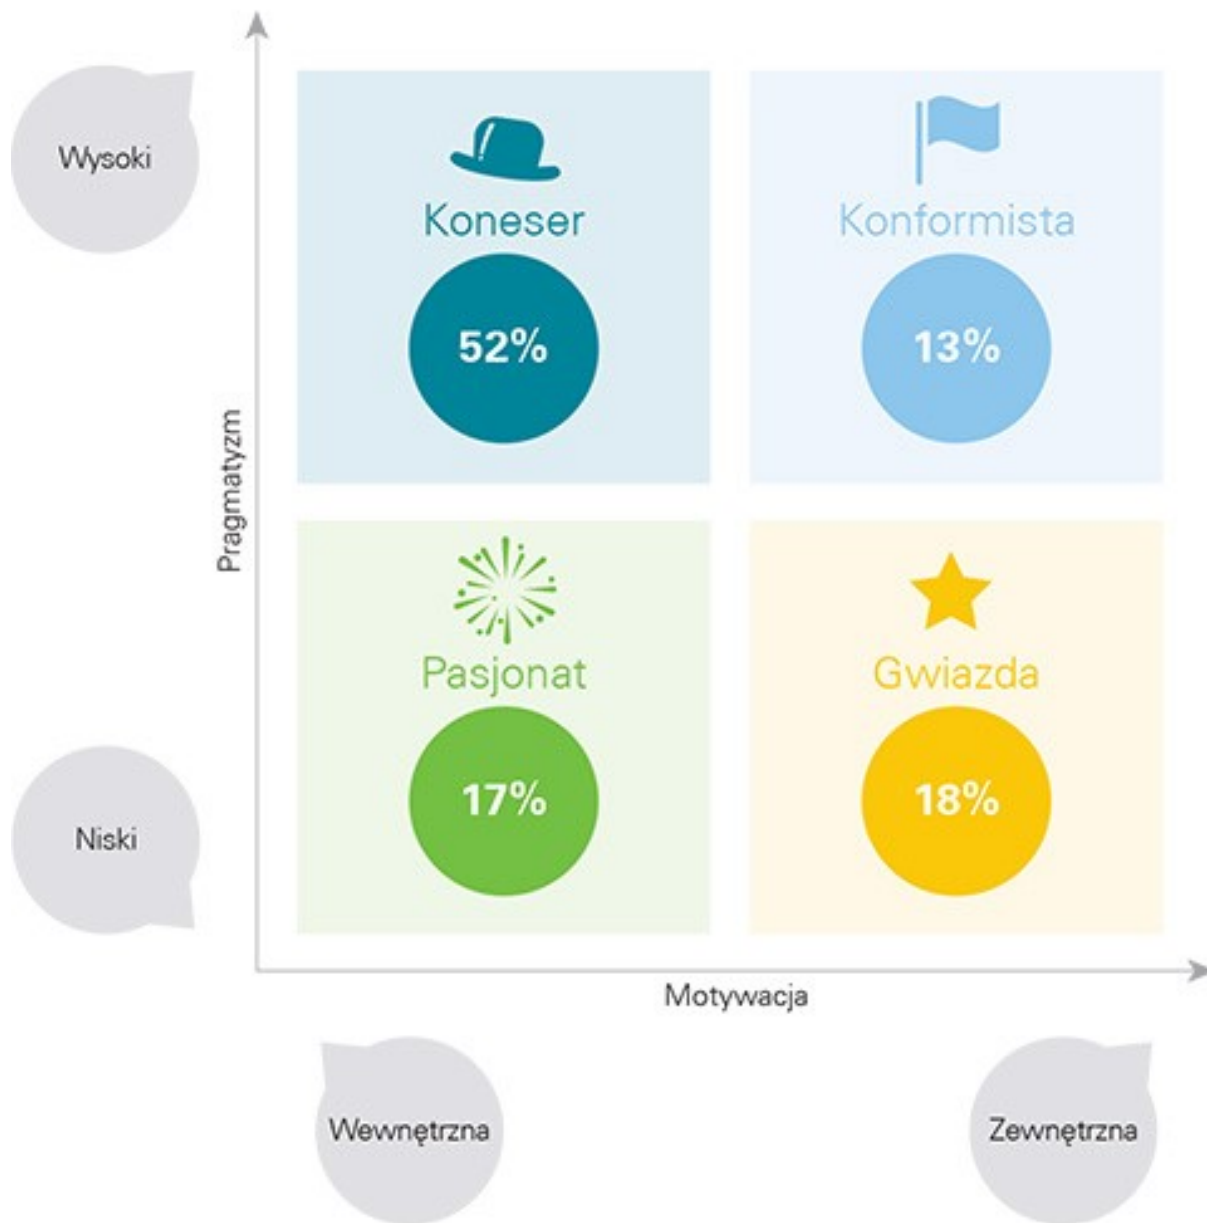 Wysoki
Koneser
Konformista
52%
13%
Pragmatyzm
Pasjonat
Gwiazda
17%
18%
Niski
Motywacja
Wewnętrzna
Zewnętrzna